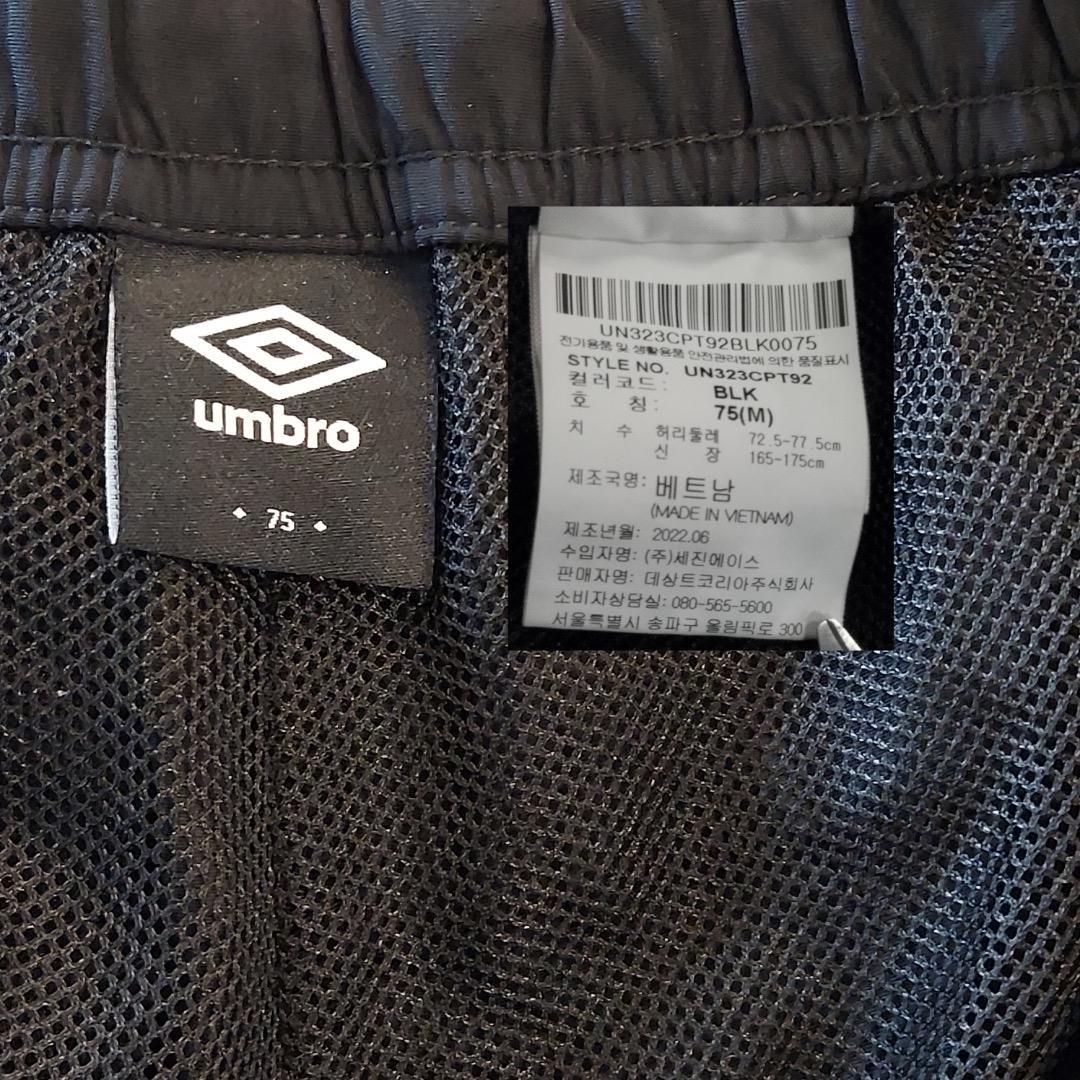 umbro
75
UN323CPT92BLK0075
전기용품 및 생활용품 안전관리법에 의한 품질표시
STYLE NO. UN323CPT92
컬러코드: BLK
호 칭: 75(M)
치 수 허리둘레 72.5-77.5cm
신 장 165-175cm
제조국명: 베트남
(MADE IN VIETNAM)
제조년월: 2022.06
수입자명: (주)세진에이스
판매자명: 데상트코리아주식회사
소비자상담실: 080-565-5600
서울특별시 송파구 올림픽로 300